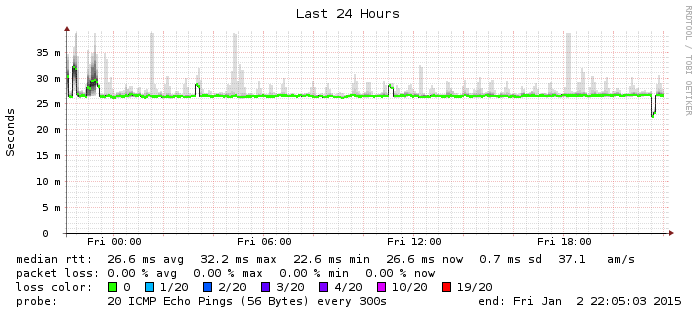 Last 24 Hours
RRDTOOL / TOBI OETIKER
Seconds
35 m
30 m
25 m
20 m
15 m
10 m
5 m
0
Fri 00:00 Fri 06:00 Fri 12:00 Fri 18:00
median rtt: 26.6 ms avg 32.2 ms max 22.6 ms min 26.6 ms now 0.7 ms sd 37.1 am/s
packet loss: 0.00 % avg 0.00 % max 0.00 % min 0.00 % now
loss color: 0 1/20 2/20 3/20 4/20 10/20 19/20
probe: 20 ICMP Echo Pings (56 Bytes) every 300s end: Fri Jan 2 22:05:03 2015